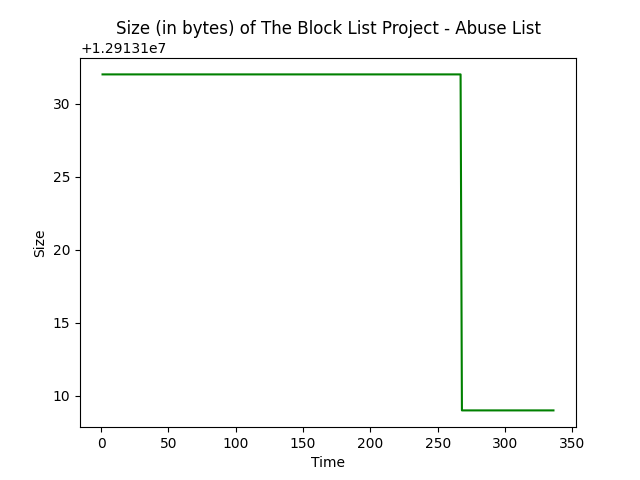 Size (in bytes) of The Block List Project - Abuse List
+1.29131e7
30
25
20
15
10
Size
0 50 100 150 200 250 300 350
Time